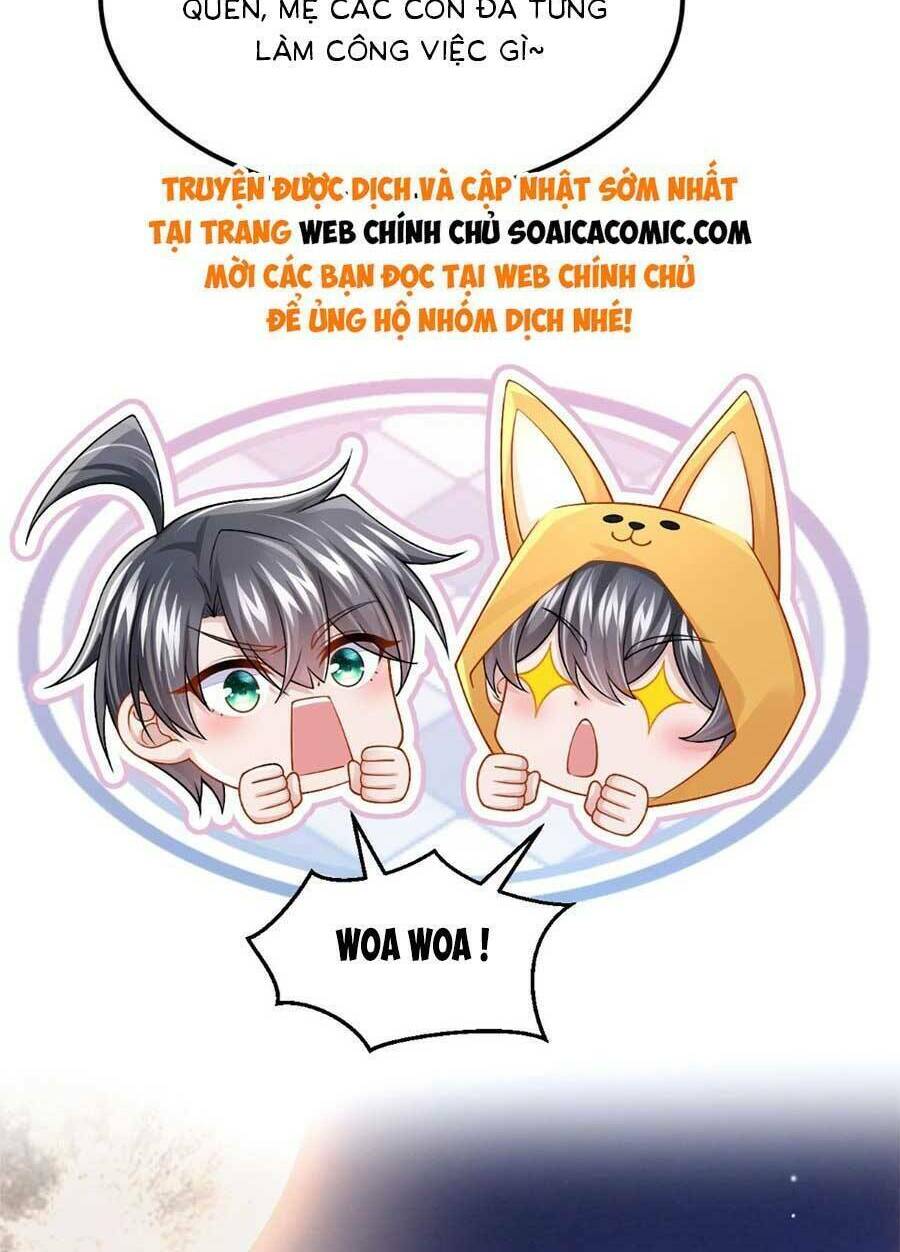 QUÊN, MẸ CÁC CON ĐÃ TỪNG
LÀM CÔNG VIỆC GÌ~
TRUYỆN ĐƯỢC DỊCH VÀ CẬP NHẬT SỚM NHẤT
TẠI TRANG WEB CHÍNH CHỦ SOAICACOMIC.COM
MỜI CÁC BẠN ĐỌC TẠI WEB CHÍNH CHỦ
ĐỂ ỦNG HỘ NHÓM DỊCH NHÉ!
WOA WOA !